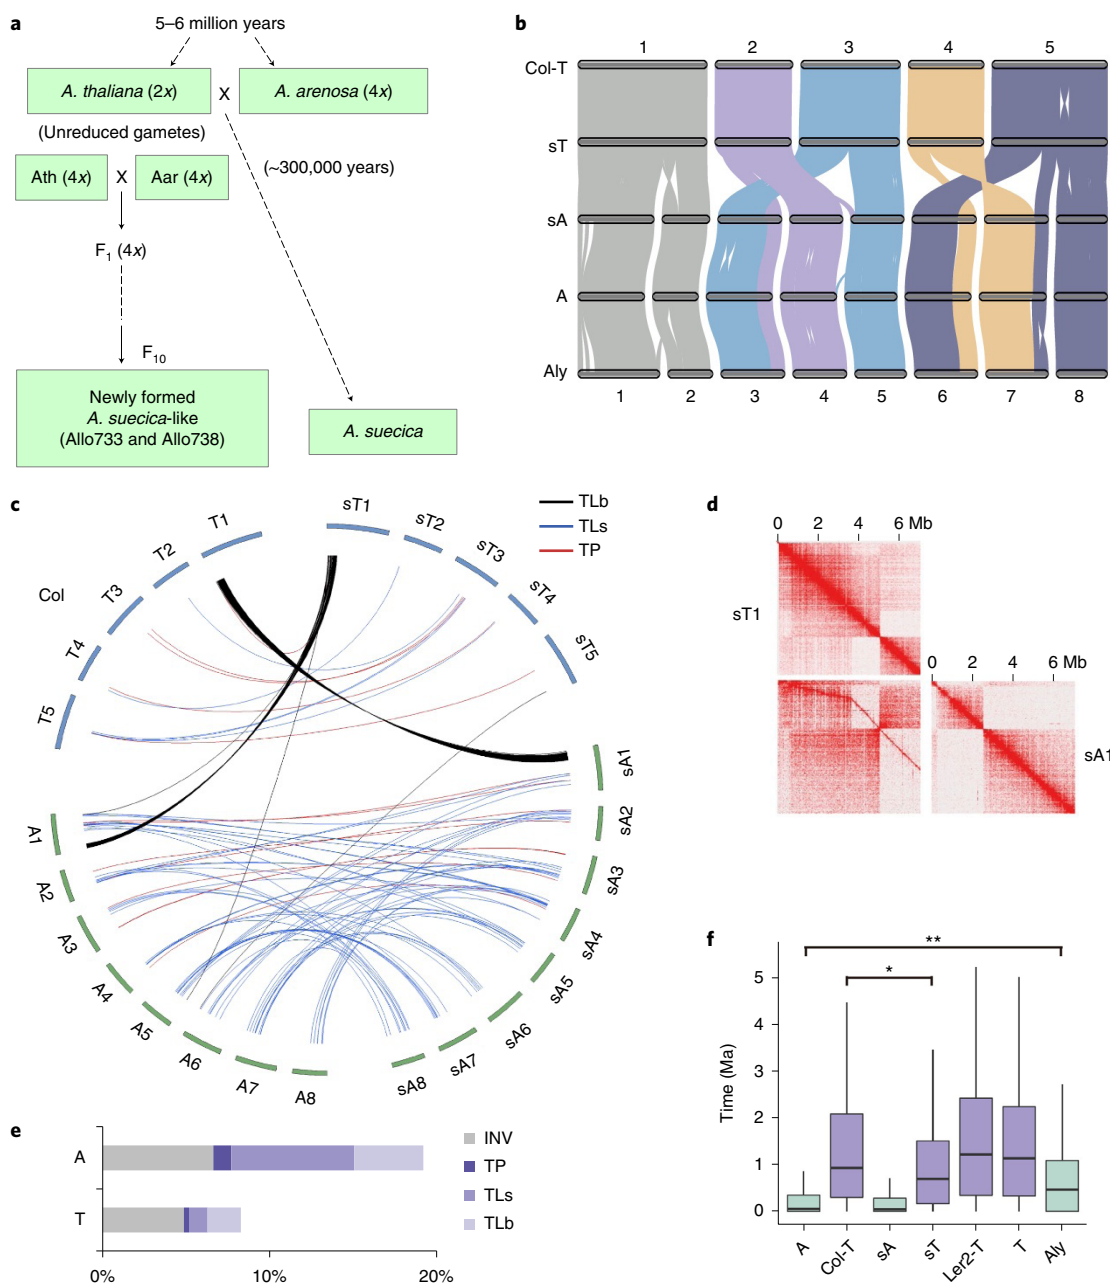 a
5–6 million years
A. thaliana (2x)
X
A. arenosa (4x)
(Unreduced gametes)
(~300,000 years)
Ath (4x)
X
Aar (4x)
F1 (4x)
F10
Newly formed
A. suecica-like
(Allo733 and Allo738)
A. suecica
b
1 2 3 4 5
Col-T
sT
sA
A
Aly
1 2 3 4 5 6 7 8
c
TLb
TLs
TP
Col
T1
T2
T3
T4
T5
sT1
sT2
sT3
sT4
sT5
sA1
sA2
sA3
sA4
sA5
sA6
sA7
sA8
A1
A2
A3
A4
A5
A6
A7
A8
d
0 2 4 6 Mb
sT1
0 2 4 6 Mb
sA1
e
A
T
0% 10% 20%
INV
TP
TLs
TLb
f
**
*
Time (Ma)
5
4
3
2
1
0
A Col-T sA sT Ler2-T T Aly